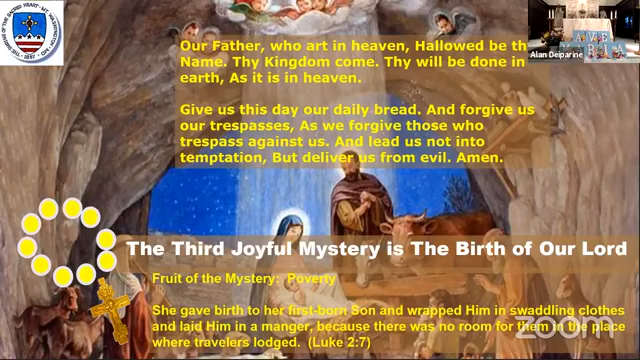 Our Father, who art in heaven, Hallowed be th
Name. Thy Kingdom come. Thy will be done in
earth, As it is in heaven.
Give us this day our daily bread. And forgive us
our trespasses, As we forgive those who
trespass against us. And lead us not into
temptation, But deliver us from evil. Amen.
AVE
Alan Deiparine
The Third Joyful Mystery is The Birth of Our Lord
Fruit of the Mystery: Poverty
She gave birth to her first-born Son and wrapped Him in swaddling clothes
and laid Him in a manger, because there was no room for them in the place
where travelers lodged. (Luke 2:7)
zoom